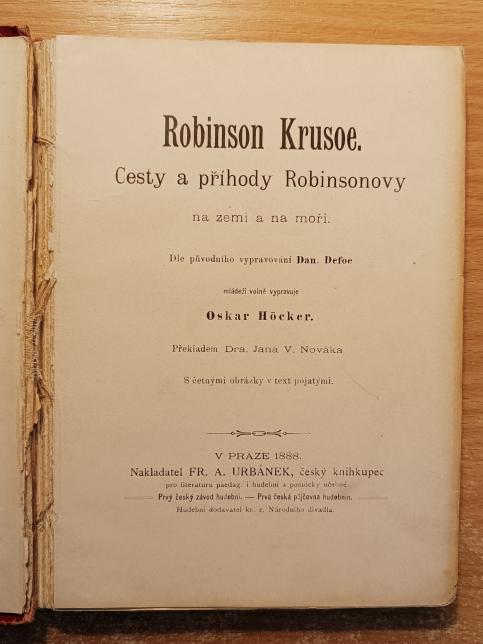 Robinson Krusoe.
Cesty a příhody Robinsonovy
na zemi a na moři.
Dle původního vypravování Dan. Defoe
mládeži volně vypravuje
Oskar Höcker.
Překladem Dra. Jana V. Nováka
S četnými obrázky v text pojatými.
V PRAZE 1888.
Nakladatel FR. A. URBÁNEK, český knihkupec
pro literaturu paedag. i hudební a pomůcky učebné.
Prvý český závod hudební. — Prvá česká půjčovna hudebnin.
Hudební dodavatel kr. z. Národního divadla.